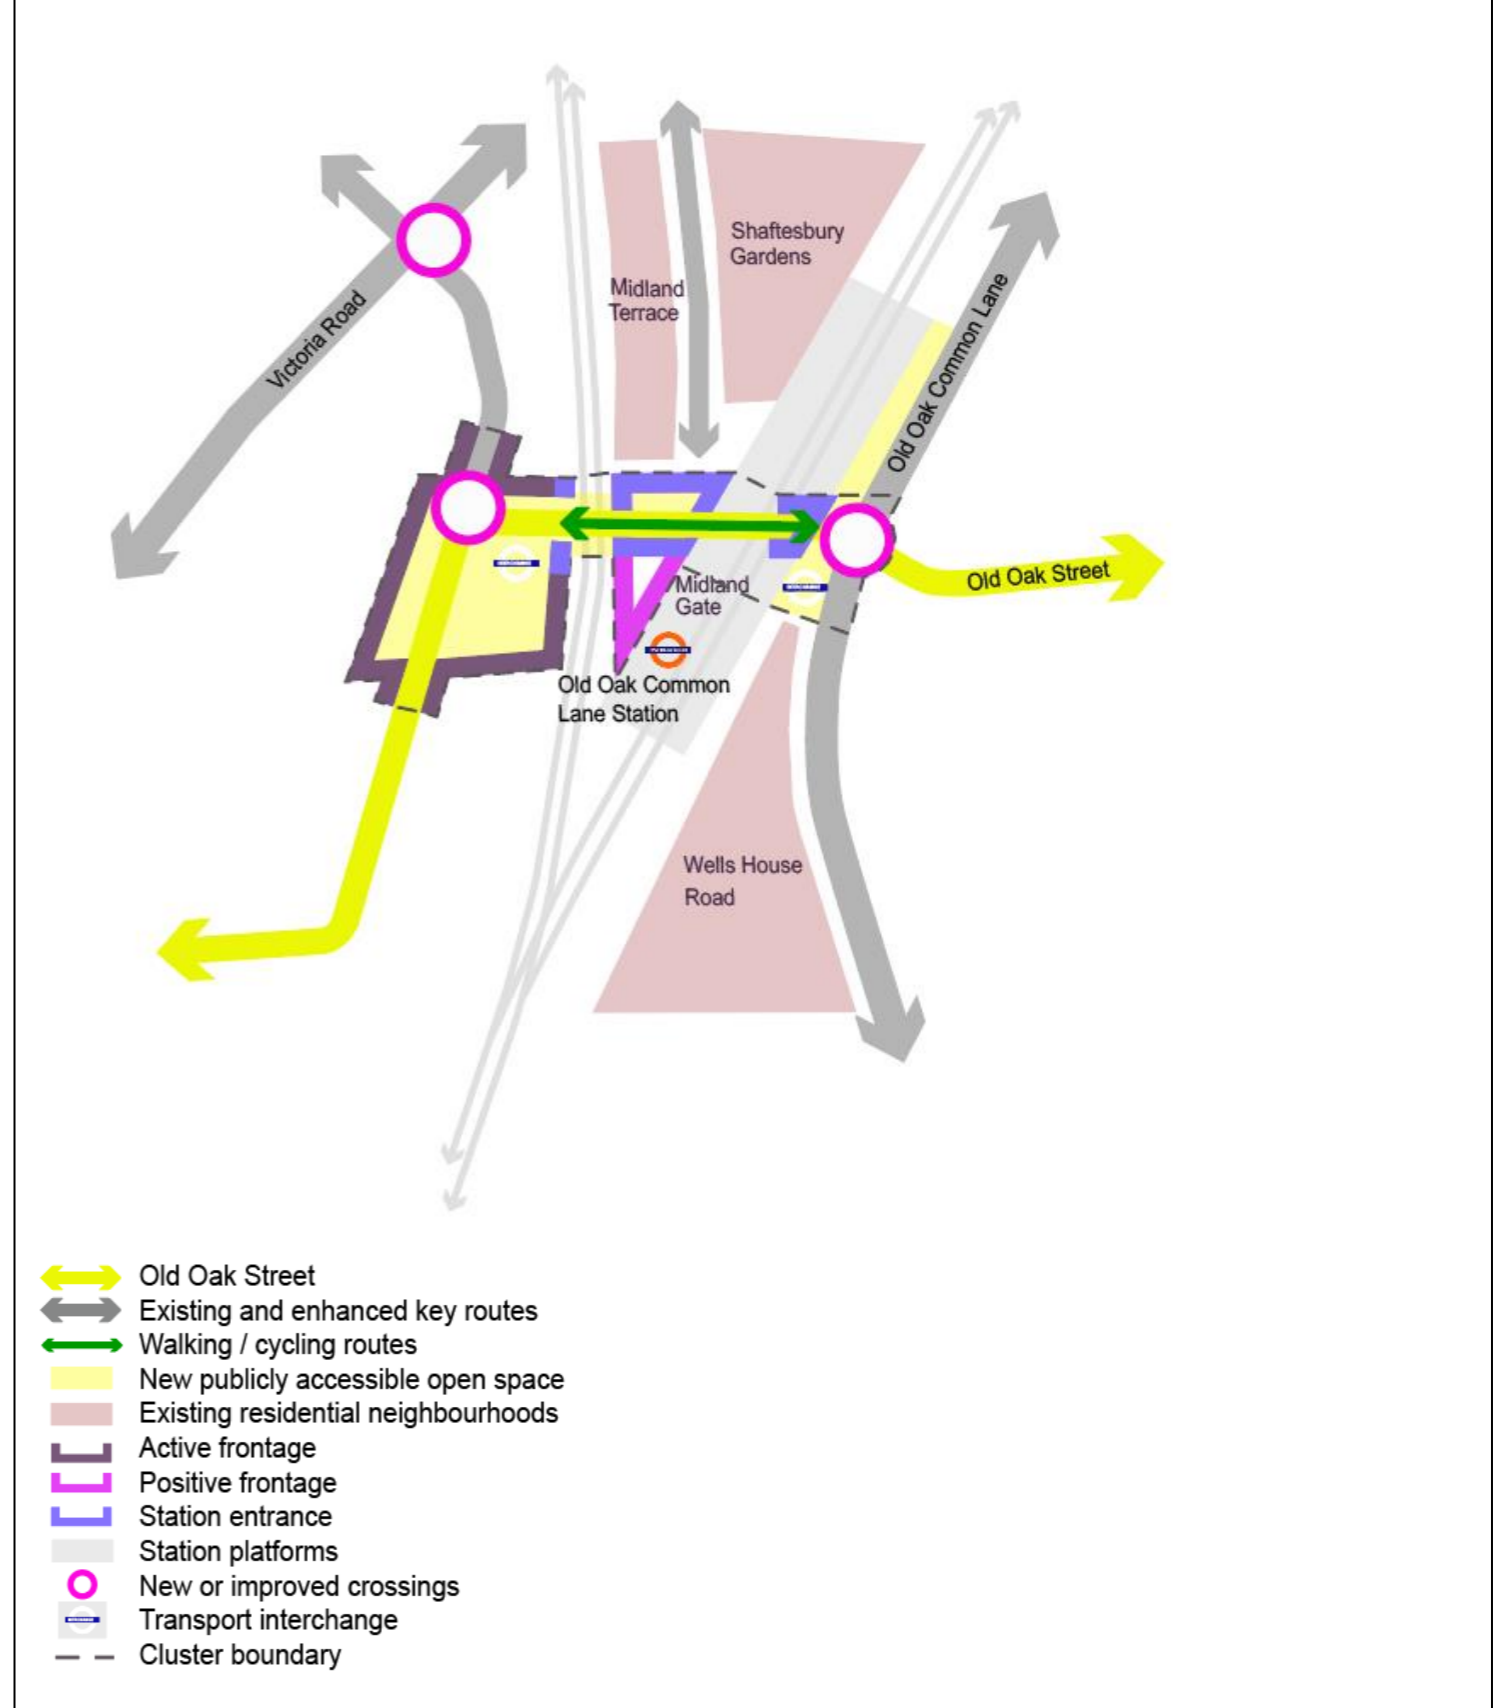 Shaftesbury
Gardens
Midland
Terrace
Victoria Road
Old Oak Common Lane
Old Oak Street
Midland
Gate
Old Oak Common
Lane Station
Wells House
Road
Old Oak Street
Existing and enhanced key routes
Walking / cycling routes
New publicly accessible open space
Existing residential neighbourhoods
Active frontage
Positive frontage
Station entrance
Station platforms
New or improved crossings
Transport interchange
Cluster boundary